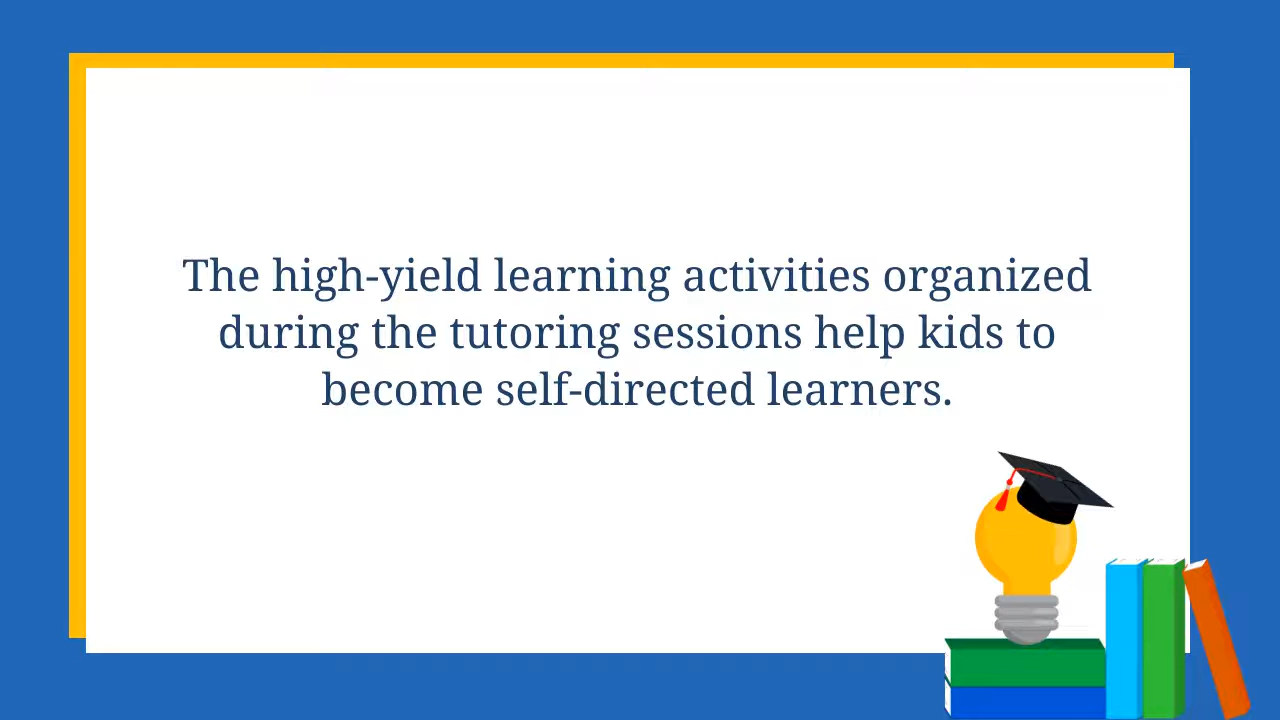 The high-yield learning activities organized
during the tutoring sessions help kids to
become self-directed learners.